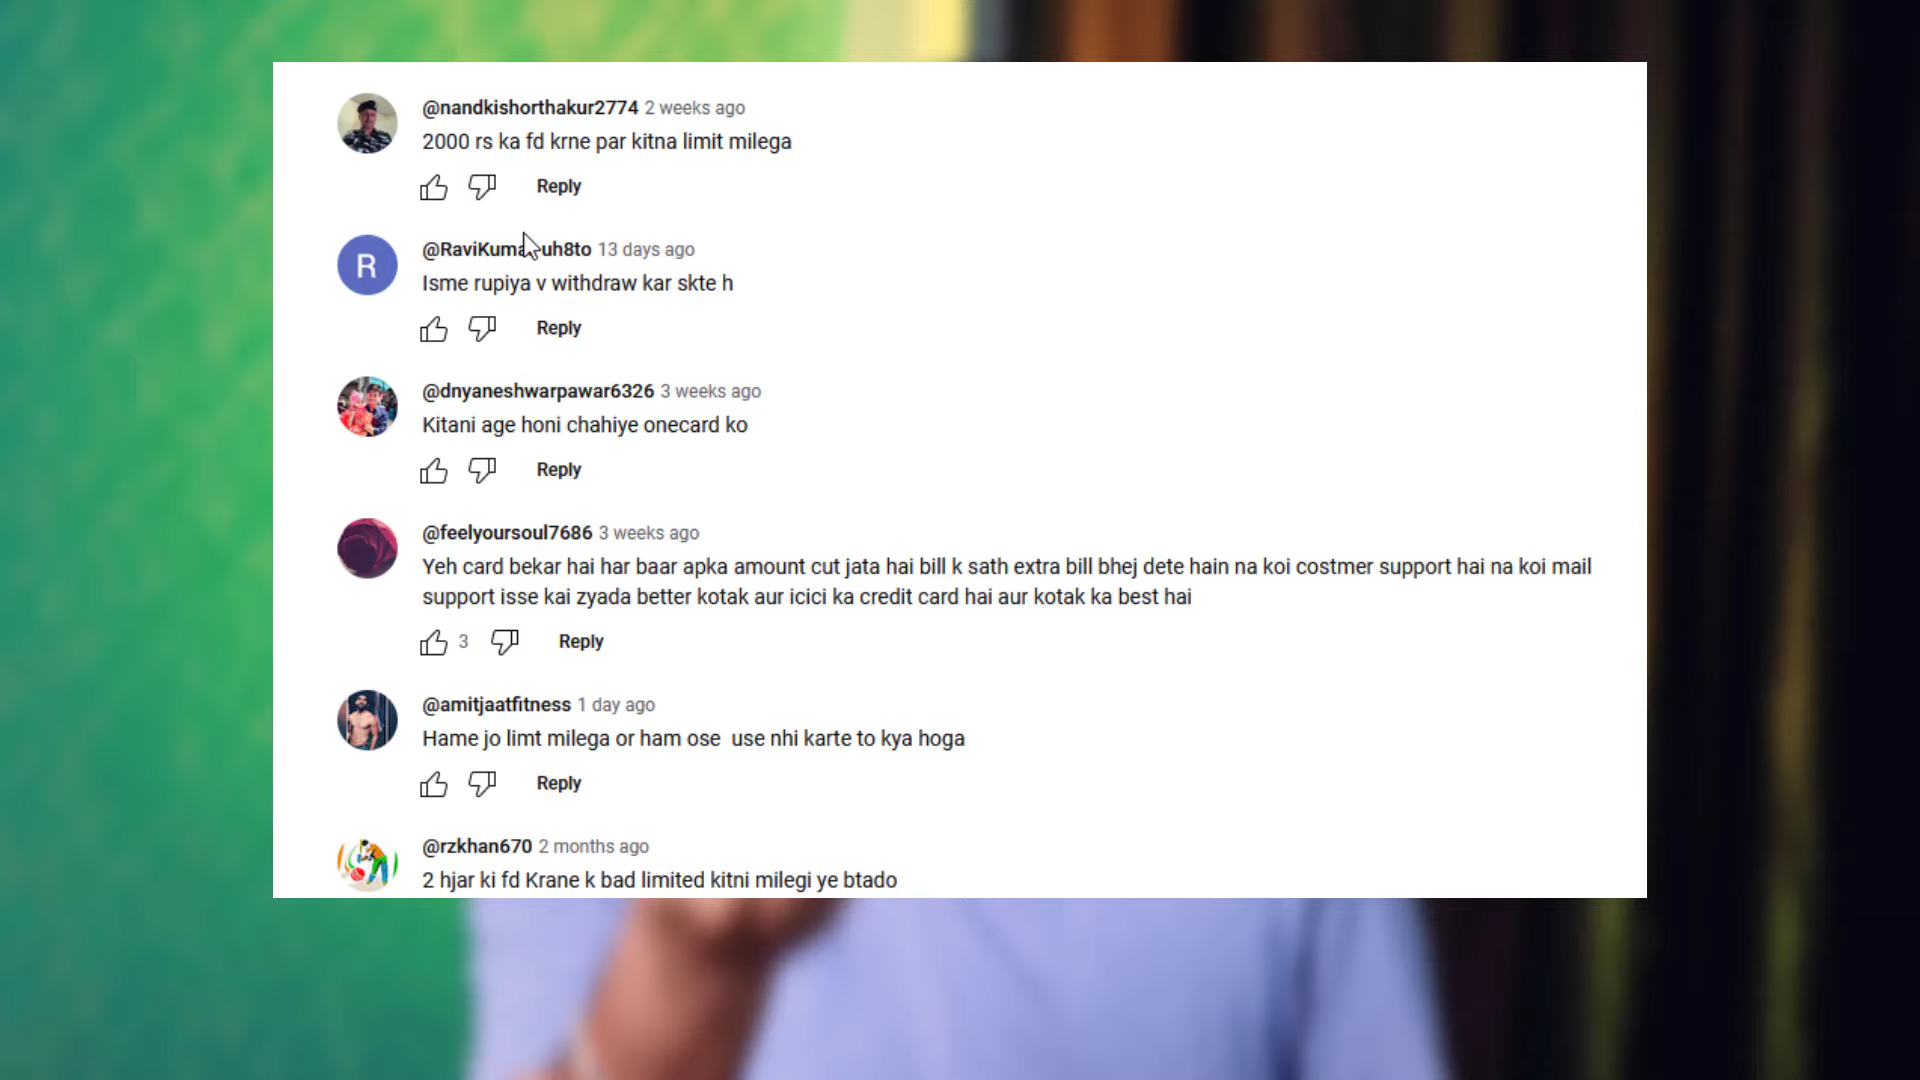 @nandkishorthakur2774 2 weeks ago
2000 rs ka fd krne par kitna limit milega
Reply
R
13 days ago
Isme rupiya v withdraw kar skte h
Reply
@dnyaneshwarpawar6326 3 weeks ago
Kitani age honi chahiye onecard ko
Reply
@feelyoursoul7686 3 weeks ago
Yeh card bekar hai har baar apka amount cut jata hai bill k sath extra bill bhej dete hain na koi costmer support hai na koi mail
support isse kai zyada better kotak aur icici ka credit card hai aur kotak ka best hai
3 Reply
@amitjaatfitness 1 day ago
Hame jo limt milega or ham ose use nhi karte to kya hoga
Reply
@rzkhan670 2 months ago
2 hjar ki fd Krane k bad limited kitni milegi ye btado